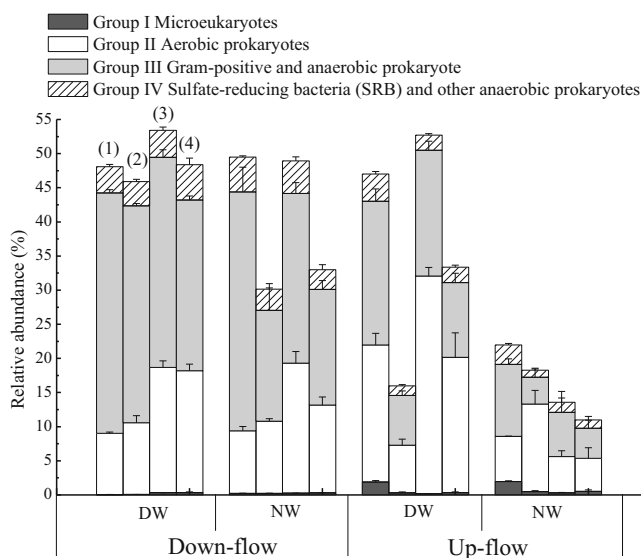 Group I Microeukaryotes
Group II Aerobic prokaryotes
Group III Gram-positive and anaerobic prokaryote
Group IV Sulfate-reducing bacteria (SRB) and other anaerobic prokaryotes
Relative abundance (%)
55
50
45
40
35
30
25
20
15
10
5
0
(1)
(2)
(3)
(4)
DW
NW
DW
NW
Down-flow
Up-flow